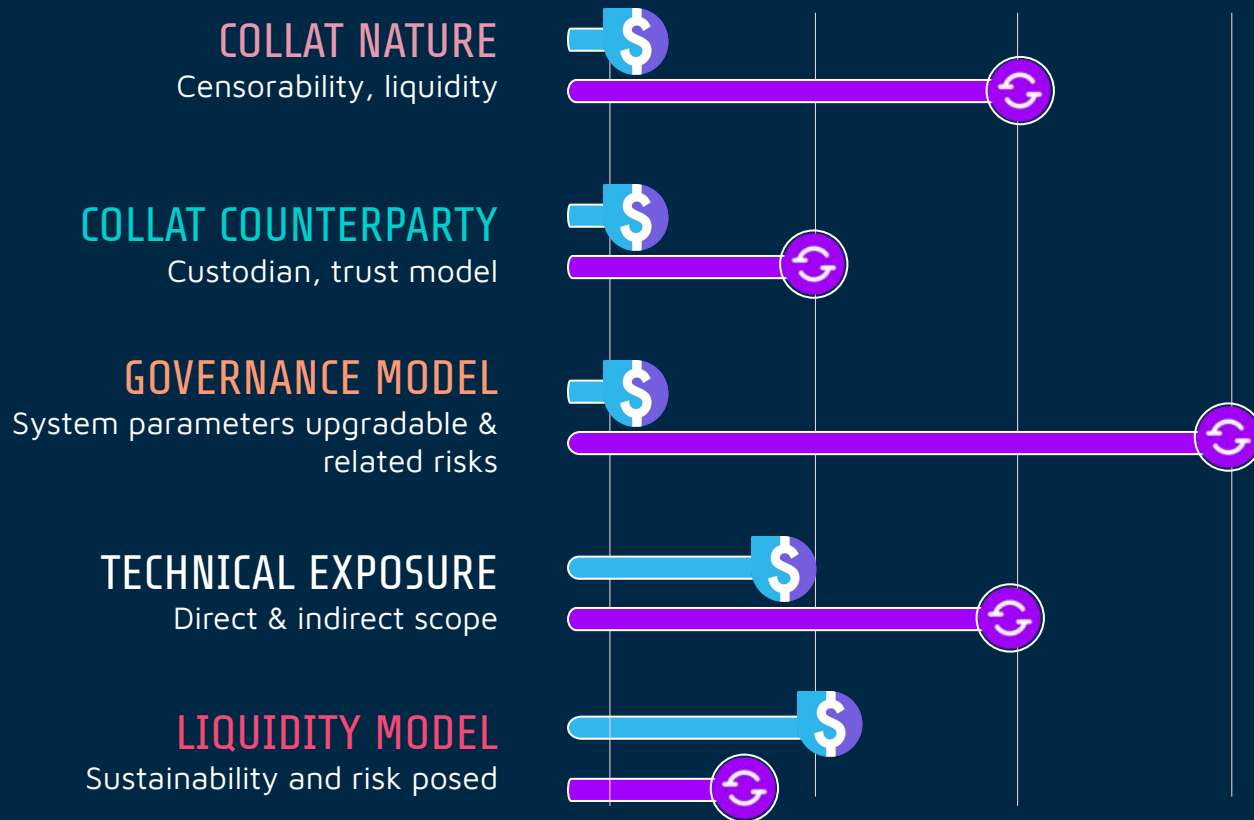 COLLAT NATURE
Censorability, liquidity
COLLAT COUNTERPARTY
Custodian, trust model
GOVERNANCE MODEL
System parameters upgradable &
related risks
TECHNICAL EXPOSURE
Direct & indirect scope
LIQUIDITY MODEL
Sustainability and risk posed